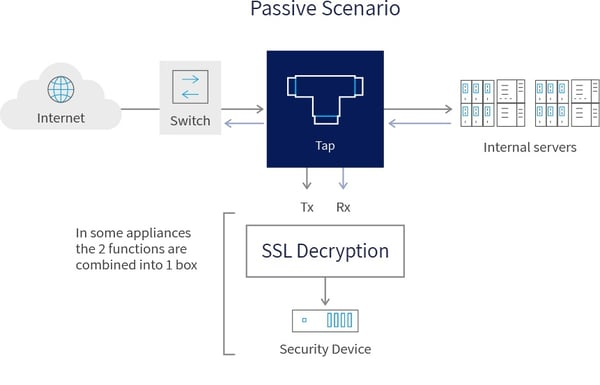 Passive Scenario
Internet
Switch
Tap
Internal servers
Tx
Rx
In some appliances
the 2 functions are
combined into 1 box
SSL Decryption
Security Device